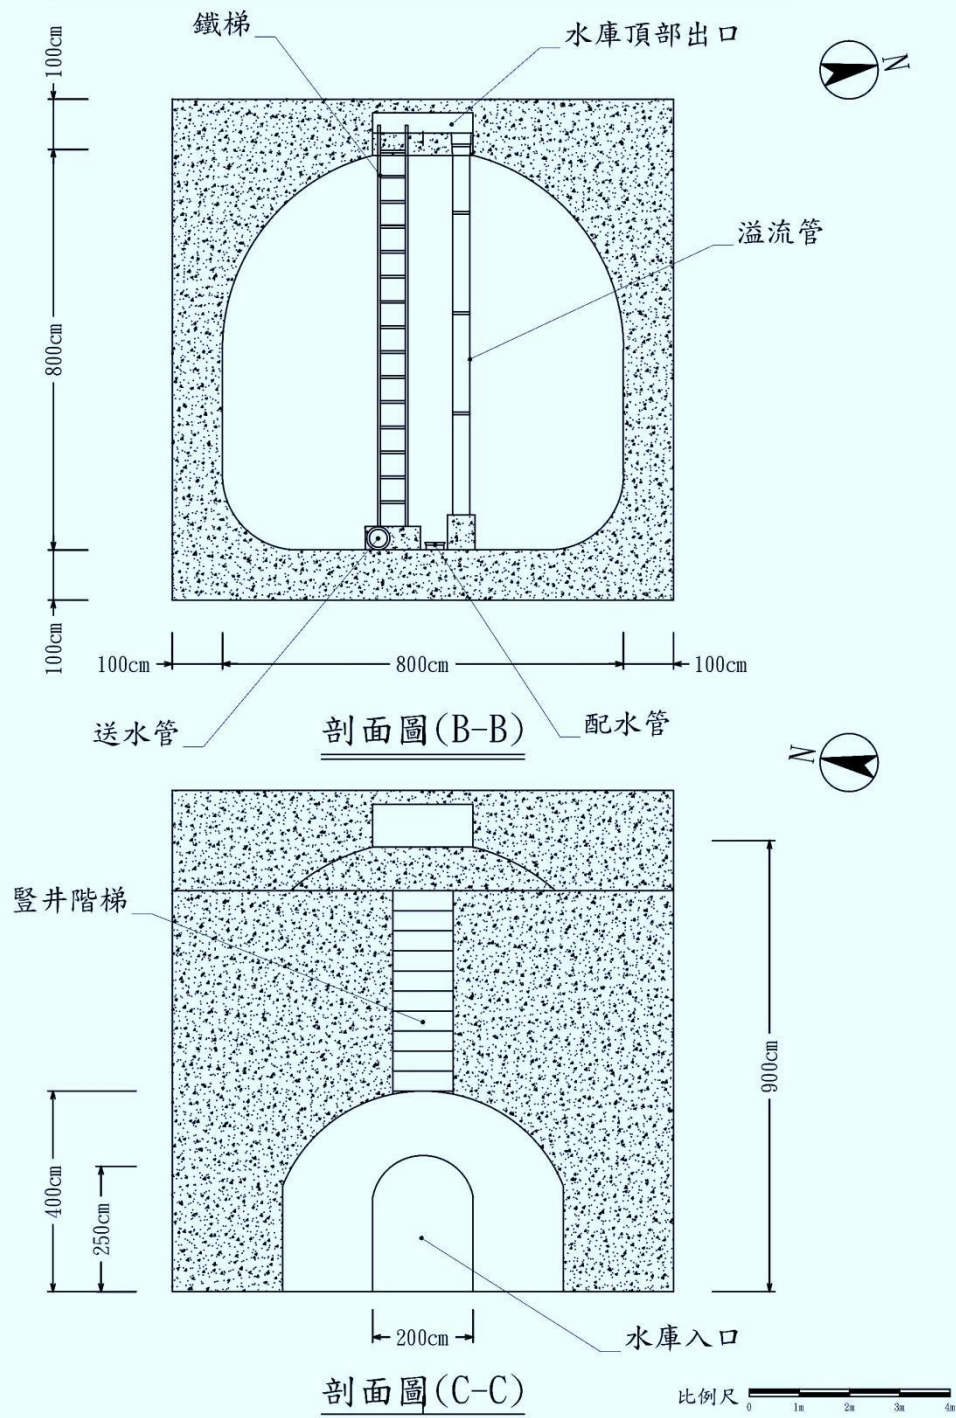 鐵梯
水庫頂部出口
N
100cm
溢流管
800cm
100cm
100cm
800cm
100cm
送水管
剖面圖(B-B)
配水管
N
豎井階梯
900cm
400cm
250cm
200cm
水庫入口
剖面圖(C-C)
比例尺
0 1m 2m 3m 4m